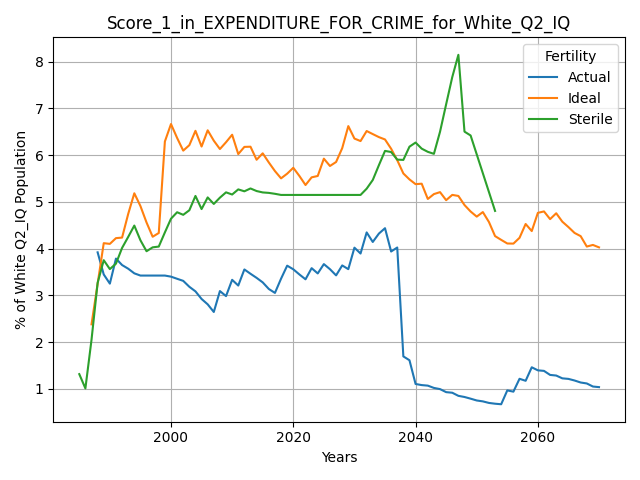 Score_1_in_EXPENDITURE_FOR_CRIME_for_White_Q2_IQ
Fertility
Actual
Ideal
Sterile
% of White Q2_IQ Population
8
7
6
5
4
3
2
1
2000
2020
2040
2060
Years